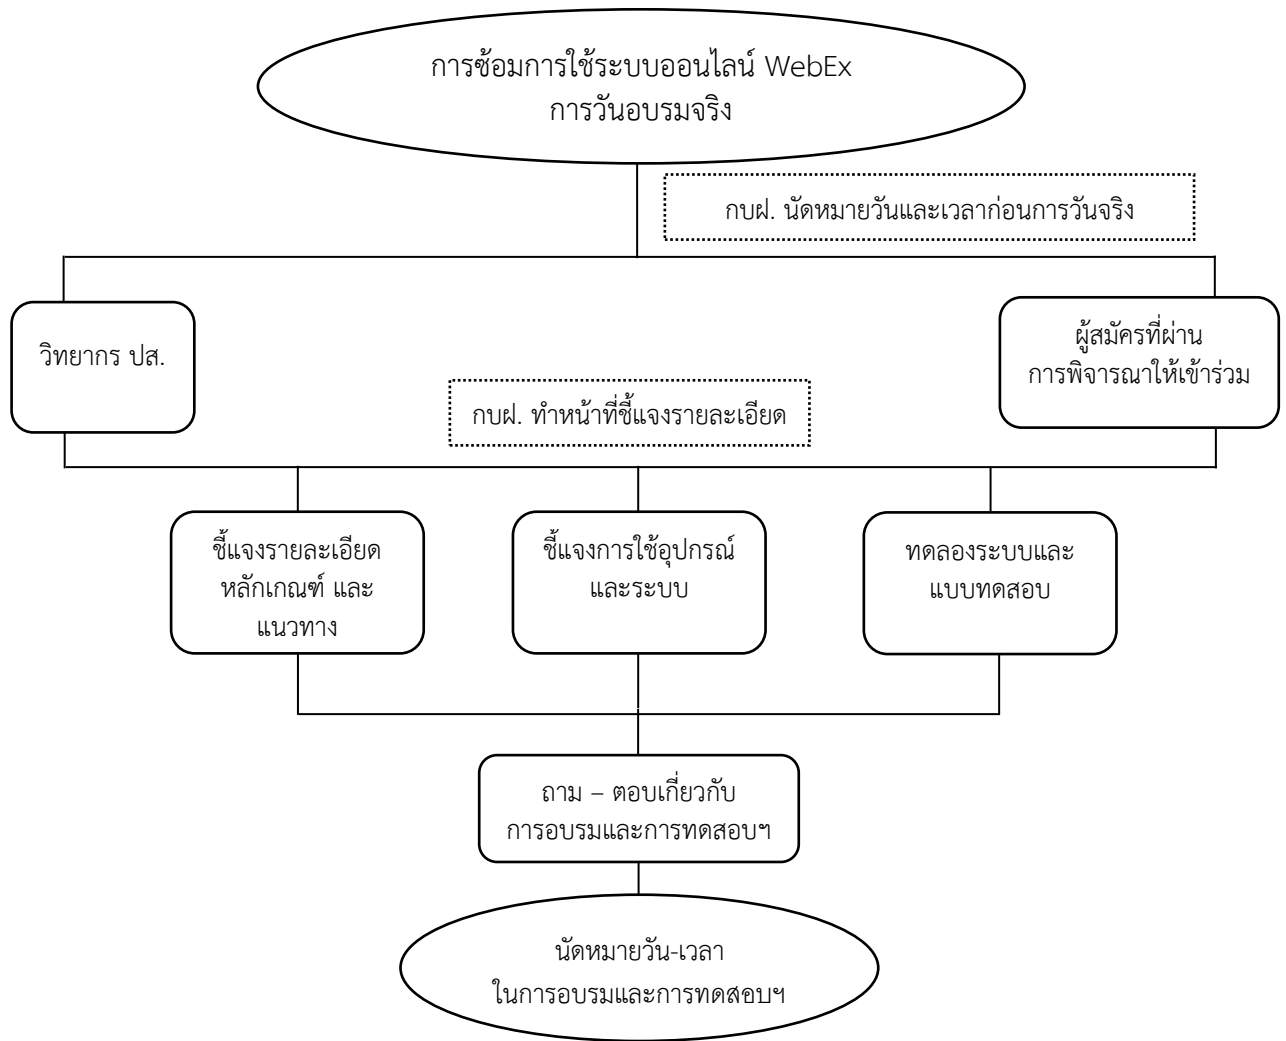 การซ้อมการใช้ระบบออนไลน์ WebEx
การวันอบรมจริง
กบฝ. นัดหมายวันและเวลาก่อนการวันจริง
วิทยากร ปส.
ผู้สมัครที่ผ่าน
การพิจารณาให้เข้าร่วม
กบฝ. ทำหน้าที่ชี้แจงรายละเอียด
ชี้แจงรายละเอียด
หลักเกณฑ์ และ
แนวทาง
ชี้แจงการใช้อุปกรณ์
และระบบ
ทดลองระบบและ
แบบทดสอบ
ถาม – ตอบเกี่ยวกับ
การอบรมและการทดสอบฯ
นัดหมายวัน-เวลา
ในการอบรมและการทดสอบฯ